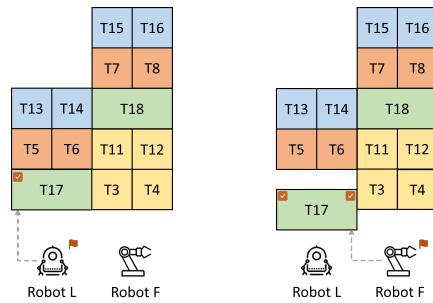 T15 T16
T7 T8
T13 T14 T18
T5 T6 T11 T12
T17 T3 T4
Robot L Robot F
T15 T16
T7 T8
T13 T14 T18
T5 T6 T11 T12
T3 T4
T17
Robot L Robot F